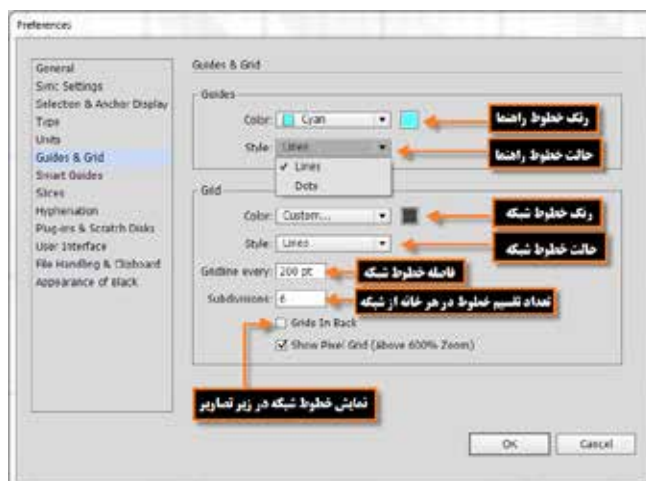 Preferences
General
Sync Settings
Selection & Anchor Display
Type
Units
Guides & Grid
Smart Guides
Slices
Hyphenation
Plug-ins & Scratch Disks
User Interface
File Handling & Clipboard
Appearance of Black
Guides & Grid
Guides
Color: Cyan
رنگ خطوط راهنما
Style: Lines
حالت خطوط راهنما
✓ Lines
Dots
Grid
Color: Custom...
رنگ خطوط شبکه
Style: Lines
حالت خطوط شبکه
Gridline every: 200 pt
فاصله خطوط شبکه
Subdivisions: 6
تعداد تقسیم خطوط در هر خانه از شبکه
Grids In Back
Show Pixel Grid (Above 600% Zoom)
نمایش خطوط شبکه در زیر تصاویر
OK
Cancel